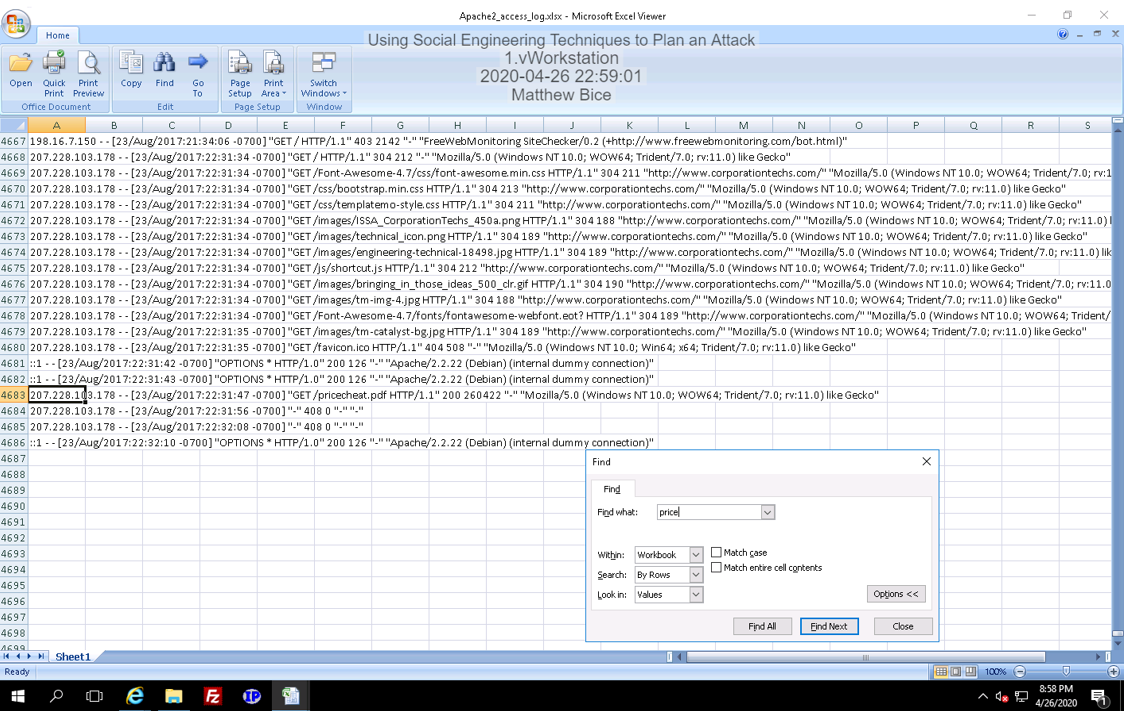 Apache2_access_log.xlsx - Microsoft Excel Viewer
Home
Using Social Engineering Techniques to Plan an Attack
1.vWorkstation
2020-04-26 22:59:01
Matthew Bice
Open Quick Print Print Preview Copy Find Go To Page Setup Print Area Switch Windows
Office Document Edit Page Setup Window
A B C D E F G H I J K L M N O P Q R S
4667 198.16.7.150 - - [23/Aug/2017:21:34:06 -0700] "GET / HTTP/1.1" 403 2142 "-" "FreeWebMonitoring SiteChecker/0.2 (+http://www.freewebmonitoring.com/bot.html)"
4668 207.228.103.178 - - [23/Aug/2017:22:31:34 -0700] "GET / HTTP/1.1" 304 212 "-" "Mozilla/5.0 (Windows NT 10.0; WOW64; Trident/7.0; rv:11.0) like Gecko"
4669 207.228.103.178 - - [23/Aug/2017:22:31:34 -0700] "GET /Font-Awesome-4.7/css/font-awesome.min.css HTTP/1.1" 304 211 "http://www.corporationtechs.com/" "Mozilla/5.0 (Windows NT 10.0; WOW64; Trident/7.0; rv:1
4670 207.228.103.178 - - [23/Aug/2017:22:31:34 -0700] "GET /css/bootstrap.min.css HTTP/1.1" 304 213 "http://www.corporationtechs.com/" "Mozilla/5.0 (Windows NT 10.0; WOW64; Trident/7.0; rv:11.0) like Gecko"
4671 207.228.103.178 - - [23/Aug/2017:22:31:34 -0700] "GET /css/templatemo-style.css HTTP/1.1" 304 211 "http://www.corporationtechs.com/" "Mozilla/5.0 (Windows NT 10.0; WOW64; Trident/7.0; rv:11.0) like Gecko"
4672 207.228.103.178 - - [23/Aug/2017:22:31:34 -0700] "GET /images/ISSA_CorporationTechs_450a.png HTTP/1.1" 304 188 "http://www.corporationtechs.com/" "Mozilla/5.0 (Windows NT 10.0; WOW64; Trident/7.0; rv:11.0) l
4673 207.228.103.178 - - [23/Aug/2017:22:31:34 -0700] "GET /images/technical_icon.png HTTP/1.1" 304 189 "http://www.corporationtechs.com/" "Mozilla/5.0 (Windows NT 10.0; WOW64; Trident/7.0; rv:11.0) like Gecko"
4674 207.228.103.178 - - [23/Aug/2017:22:31:34 -0700] "GET /images/engineering-technical-18498.jpg HTTP/1.1" 304 189 "http://www.corporationtechs.com/" "Mozilla/5.0 (Windows NT 10.0; WOW64; Trident/7.0; rv:11.0) like
4675 207.228.103.178 - - [23/Aug/2017:22:31:34 -0700] "GET /js/shortcut.js HTTP/1.1" 304 212 "http://www.corporationtechs.com/" "Mozilla/5.0 (Windows NT 10.0; WOW64; Trident/7.0; rv:11.0) like Gecko"
4676 207.228.103.178 - - [23/Aug/2017:22:31:34 -0700] "GET /images/bringing_in_those_ideas_500_clr.gif HTTP/1.1" 304 190 "http://www.corporationtechs.com/" "Mozilla/5.0 (Windows NT 10.0; WOW64; Trident/7.0; rv:11.0
4677 207.228.103.178 - - [23/Aug/2017:22:31:34 -0700] "GET /images/tm-img-4.jpg HTTP/1.1" 304 188 "http://www.corporationtechs.com/" "Mozilla/5.0 (Windows NT 10.0; WOW64; Trident/7.0; rv:11.0) like Gecko"
4678 207.228.103.178 - - [23/Aug/2017:22:31:34 -0700] "GET /Font-Awesome-4.7/fonts/fontawesome-webfont.eot? HTTP/1.1" 304 189 "http://www.corporationtechs.com/" "Mozilla/5.0 (Windows NT 10.0; WOW64; Trident/
4679 207.228.103.178 - - [23/Aug/2017:22:31:35 -0700] "GET /images/tm-catalyst-bg.jpg HTTP/1.1" 304 189 "http://www.corporationtechs.com/" "Mozilla/5.0 (Windows NT 10.0; WOW64; Trident/7.0; rv:11.0) like Gecko"
4680 207.228.103.178 - - [23/Aug/2017:22:31:35 -0700] "GET /favicon.ico HTTP/1.1" 404 508 "-" "Mozilla/5.0 (Windows NT 10.0; Win64; x64; Trident/7.0; rv:11.0) like Gecko"
4681 ::1 - - [23/Aug/2017:22:31:42 -0700] "OPTIONS * HTTP/1.0" 200 126 "-" "Apache/2.2.22 (Debian) (internal dummy connection)"
4682 ::1 - - [23/Aug/2017:22:31:43 -0700] "OPTIONS * HTTP/1.0" 200 126 "-" "Apache/2.2.22 (Debian) (internal dummy connection)"
4683 207.228.103.178 - - [23/Aug/2017:22:31:47 -0700] "GET /pricecheat.pdf HTTP/1.1" 200 260422 "-" "Mozilla/5.0 (Windows NT 10.0; WOW64; Trident/7.0; rv:11.0) like Gecko"
4684 207.228.103.178 - - [23/Aug/2017:22:31:56 -0700] "-" 408 0 "-" "-"
4685 207.228.103.178 - - [23/Aug/2017:22:32:08 -0700] "-" 408 0 "-" "-"
4686 ::1 - - [23/Aug/2017:22:32:10 -0700] "OPTIONS * HTTP/1.0" 200 126 "-" "Apache/2.2.22 (Debian) (internal dummy connection)"
4687
4688
4689
4690
4691
4692
4693
4694
4695
4696
4697
4698
4699
Find
Find
Find what: price
Within: Workbook Match case
Search: By Rows Match entire cell contents
Look in: Values
Options <<
Find All Find Next Close
Sheet1
Ready 100%
8:58 PM
4/26/2020